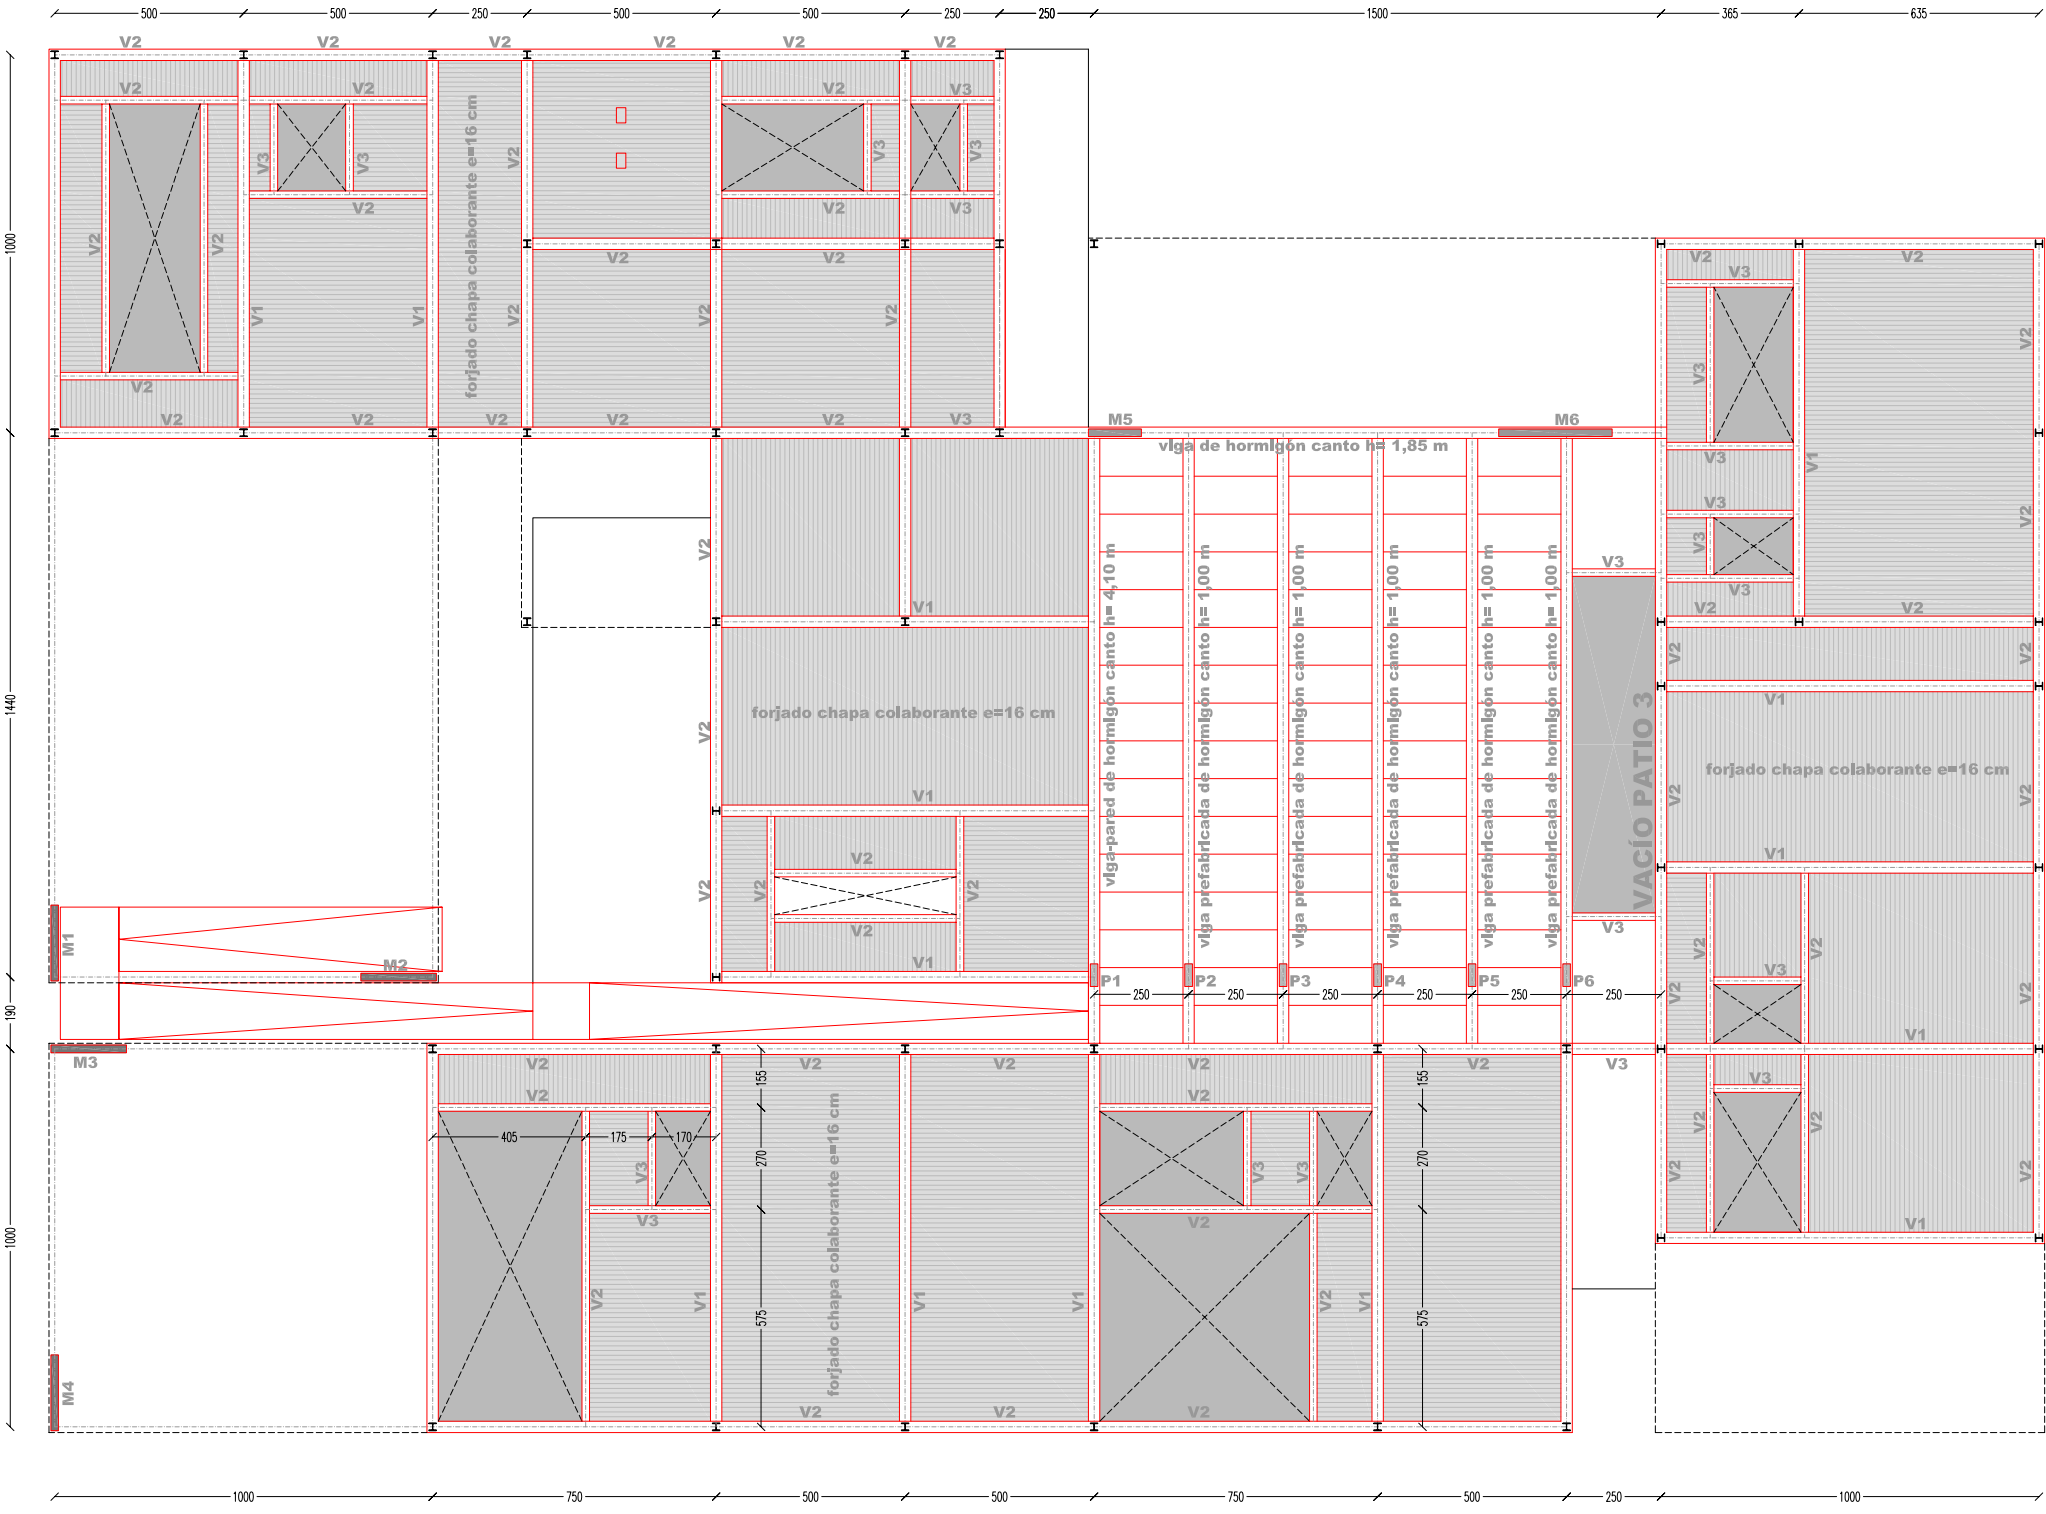 500
500
250
500
500
250
250
1500
365
635
V2
V2
V2
V2
V2
V2
V2
V2
V2
V3
V3
V3
V3
V3
V2
V2
V2
V2
V2
V3
V2
V2
V2
V2
V1
V1
V2
V2
V2
forjado chapa colaborante e=16 cm
V2
V2
V2
V2
V2
V2
V2
V3
1000
M5
M6
viga de hormigón canto h= 1,85 m
V2
V3
V2
V2
V3
V3
V1
V3
V3
V3
V2
V2
V2
V2
V1
V3
viga-pared de hormigón canto h= 4,10 m
viga prefabricada de hormigón canto h= 1,00 m
viga prefabricada de hormigón canto h= 1,00 m
viga prefabricada de hormigón canto h= 1,00 m
viga prefabricada de hormigón canto h= 1,00 m
viga prefabricada de hormigón canto h= 1,00 m
VACÍO PATIO 3
V2
V2
V1
1440
V2
forjado chapa colaborante e=16 cm
forjado chapa colaborante e=16 cm
V1
V2
V2
V1
V2
V2
V2
V2
V2
V1
V3
M1
M2
P1
P2
P3
P4
P5
P6
250
250
250
250
250
250
V2
V2
V3
V2
V2
V1
190
M3
V2
V2
V2
V2
V2
V3
V2
V2
155
155
V3
405
175
170
V3
V3
V3
V2
V2
V2
V2
270
270
V3
V2
V1
1000
V2
V1
forjado chapa colaborante e=16 cm
575
V1
V1
V2
V1
575
M4
V2
V2
V2
1000
750
500
500
750
500
250
1000